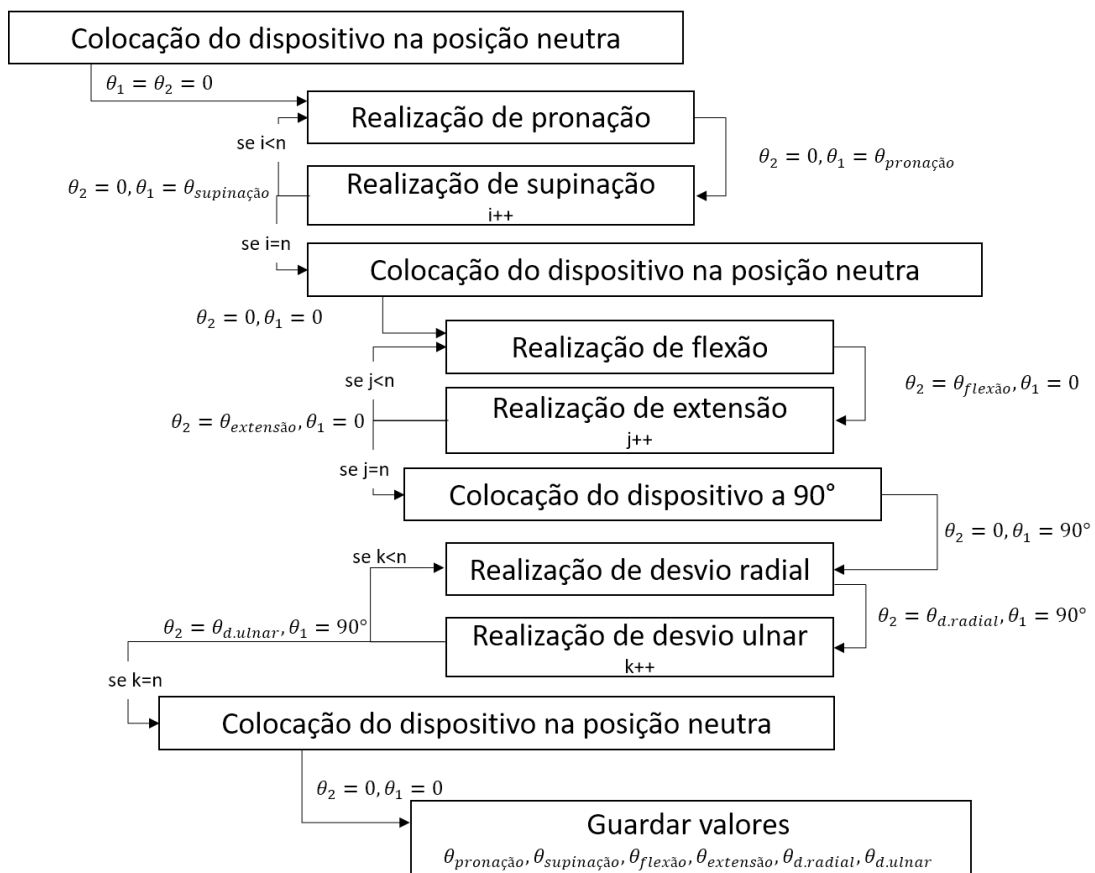 Colocação do dispositivo na posição neutra
θ₁ = θ₂ = 0
Realização de pronação
se i<n
θ₂ = 0, θ₁ = θ_pronação
θ₂ = 0, θ₁ = θ_supinação
Realização de supinação
i++
se i=n
Colocação do dispositivo na posição neutra
θ₂ = 0, θ₁ = 0
Realização de flexão
se j<n
θ₂ = θ_flexão, θ₁ = 0
Realização de extensão
θ₂ = θ_extensão, θ₁ = 0
j++
se j=n
Colocação do dispositivo a 90°
θ₂ = 0, θ₁ = 90°
se k<n
Realização de desvio radial
θ₂ = θ_d.radial, θ₁ = 90°
θ₂ = θ_d.ulnar, θ₁ = 90°
Realização de desvio ulnar
k++
se k=n
Colocação do dispositivo na posição neutra
θ₂ = 0, θ₁ = 0
Guardar valores
θ_pronação, θ_supinação, θ_flexão, θ_extensão, θ_d.radial, θ_d.ulnar